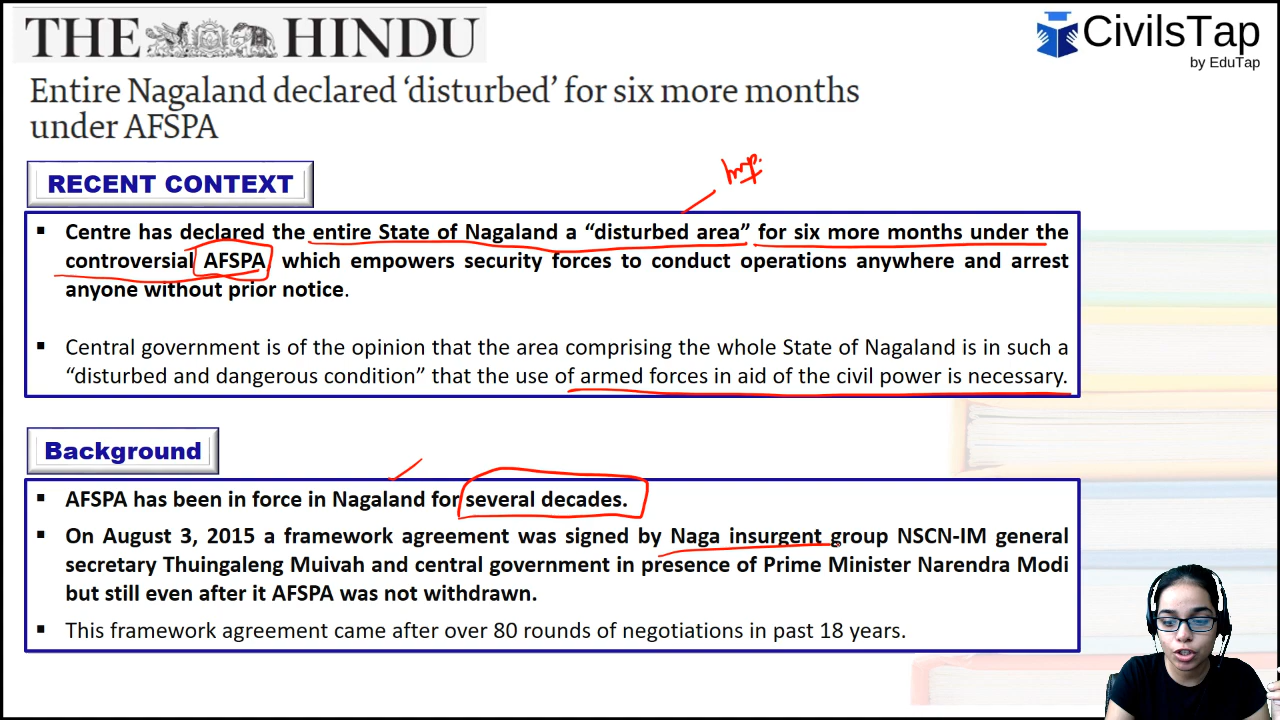 THE HINDU
CivilsTap
by EduTap
Entire Nagaland declared ‘disturbed’ for six more months
under AFSPA
Imp.
RECENT CONTEXT
▪ Centre has declared the entire State of Nagaland a “disturbed area” for six more months under the
controversial AFSPA, which empowers security forces to conduct operations anywhere and arrest
anyone without prior notice.
▪ Central government is of the opinion that the area comprising the whole State of Nagaland is in such a
“disturbed and dangerous condition” that the use of armed forces in aid of the civil power is necessary.
Background
▪ AFSPA has been in force in Nagaland for several decades.
▪ On August 3, 2015 a framework agreement was signed by Naga insurgent group NSCN-IM general
secretary Thuingaleng Muivah and central government in presence of Prime Minister Narendra Modi
but still even after it AFSPA was not withdrawn.
▪ This framework agreement came after over 80 rounds of negotiations in past 18 years.